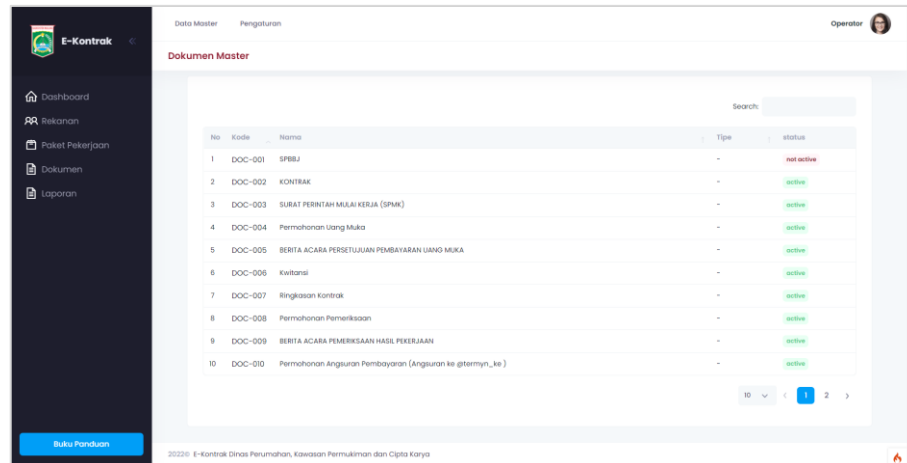 Data Master Pengaturan Operator
E-Kontrak
Dokumen Master
Dashboard
Rekanan
Paket Pekerjaan
Dokumen
Laporan
Search:
No Kode Nama Tipe status
1 DOC-001 SPBBJ - not active
2 DOC-002 KONTRAK - active
3 DOC-003 SURAT PERINTAH MULAI KERJA (SPMK) - active
4 DOC-004 Permohonan Uang Muka - active
5 DOC-005 BERITA ACARA PERSETUJUAN PEMBAYARAN UANG MUKA - active
6 DOC-006 Kwitansi - active
7 DOC-007 Ringkasan Kontrak - active
8 DOC-008 Permohonan Pemeriksaan - active
9 DOC-009 BERITA ACARA PEMERIKSAAN HASIL PEKERJAAN - active
10 DOC-010 Permohonan Angsuran Pembayaran (Angsuran ke @termyn_ke ) - active
10 1 2
Buku Panduan
2022© E-Kontrak Dinas Perumahan, Kawasan Permukiman dan Cipta Karya